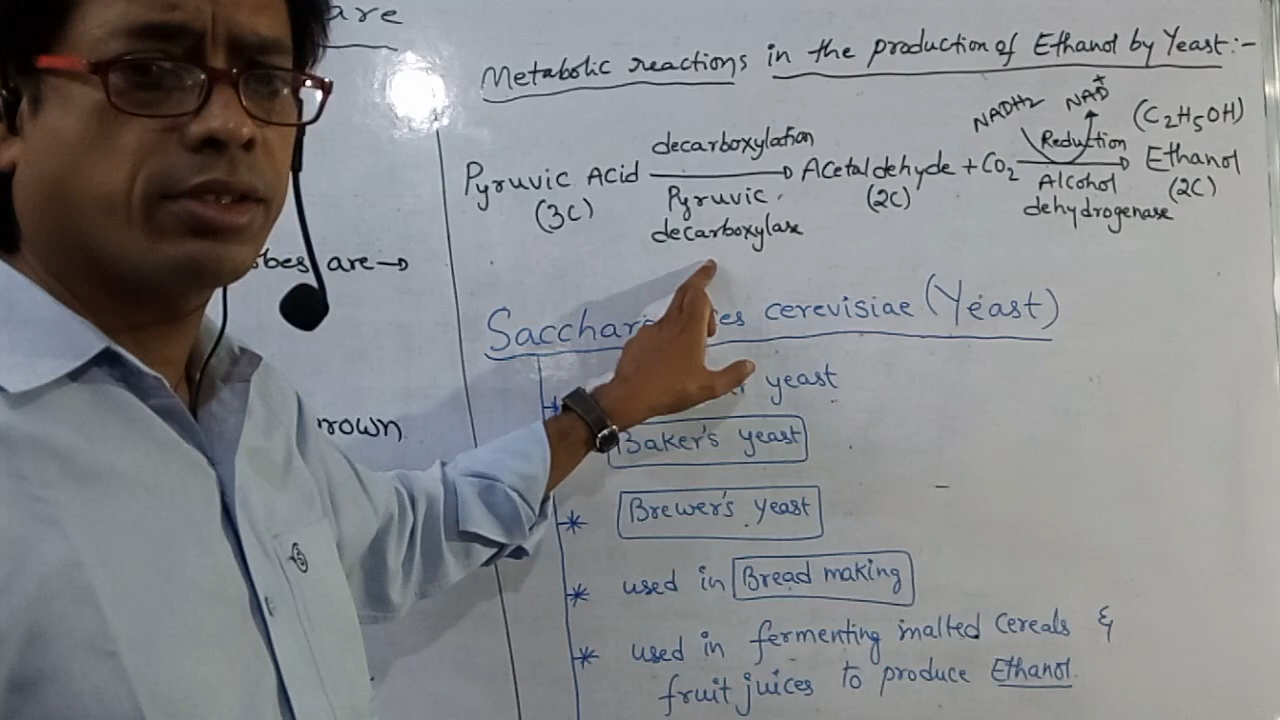 are
Metabolic reactions in the production of Ethanol by Yeast:-
NADH2 NAD+ (C2H5OH)
decarboxylation Reduction
Pyruvic Acid → Acetaldehyde + CO2 → Ethanol
(3C) Pyruvic (2C) Alcohol (2C)
decarboxylase dehydrogenase
obes are →
cerevisiae (Yeast)
yeast
rown
Baker's yeast
* Brewer's yeast
* used in Bread making
* used in fermenting malted cereals &
fruit juices to produce Ethanol.